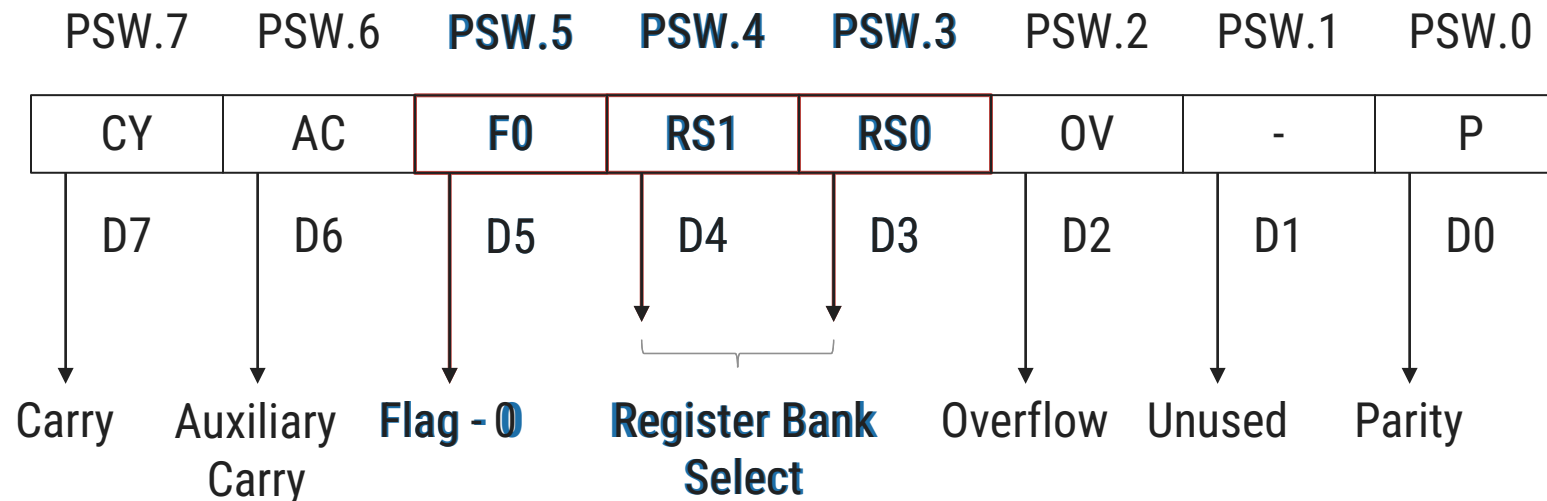 PSW.7 PSW.6 PSW.5 PSW.4 PSW.3 PSW.2 PSW.1 PSW.0
CY AC F0 RS1 RS0 OV - P
D7 D6 D5 D4 D3 D2 D1 D0
Carry Auxiliary Flag - 0 Register Bank Overflow Unused Parity
Carry Select